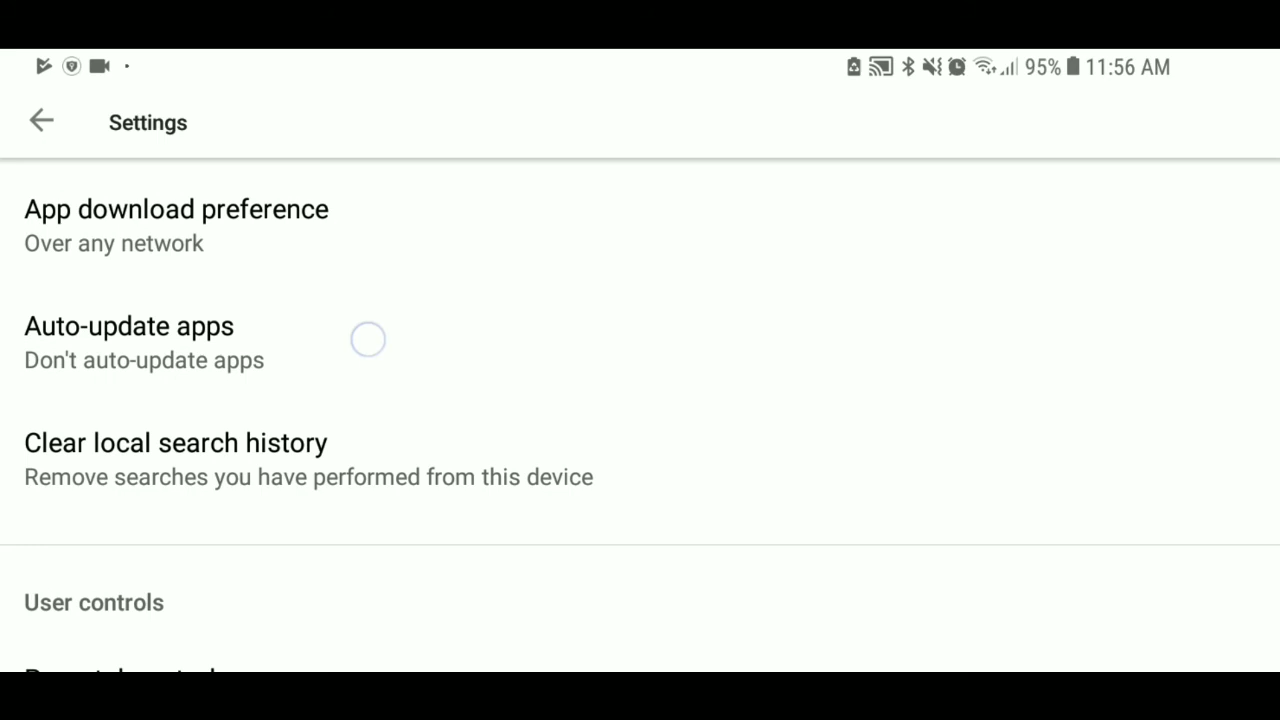 95% 11:56 AM
Settings
App download preference
Over any network
Auto-update apps
Don't auto-update apps
Clear local search history
Remove searches you have performed from this device
User controls